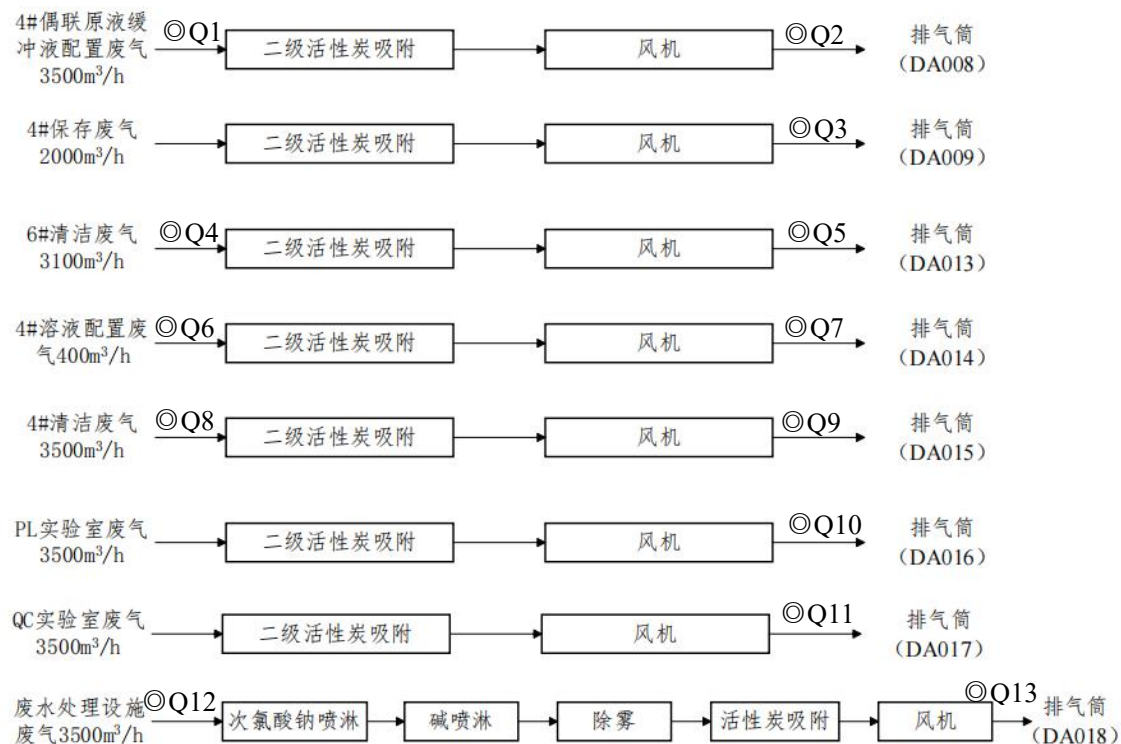 4#偶联原液缓
冲液配置废气
3500m³/h
◎Q1
二级活性炭吸附
风机
◎Q2
排气筒
（DA008）
4#保存废气
2000m³/h
二级活性炭吸附
风机
◎Q3
排气筒
（DA009）
6#清洁废气
3100m³/h
◎Q4
二级活性炭吸附
风机
◎Q5
排气筒
（DA013）
4#溶液配置废
气400m³/h
◎Q6
二级活性炭吸附
风机
◎Q7
排气筒
（DA014）
4#清洁废气
3500m³/h
◎Q8
二级活性炭吸附
风机
◎Q9
排气筒
（DA015）
PL实验室废气
3500m³/h
二级活性炭吸附
风机
◎Q10
排气筒
（DA016）
QC实验室废气
3500m³/h
二级活性炭吸附
风机
◎Q11
排气筒
（DA017）
废水处理设施
废气3500m³/h
◎Q12
次氯酸钠喷淋
碱喷淋
除雾
活性炭吸附
风机
◎Q13
排气筒
（DA018）